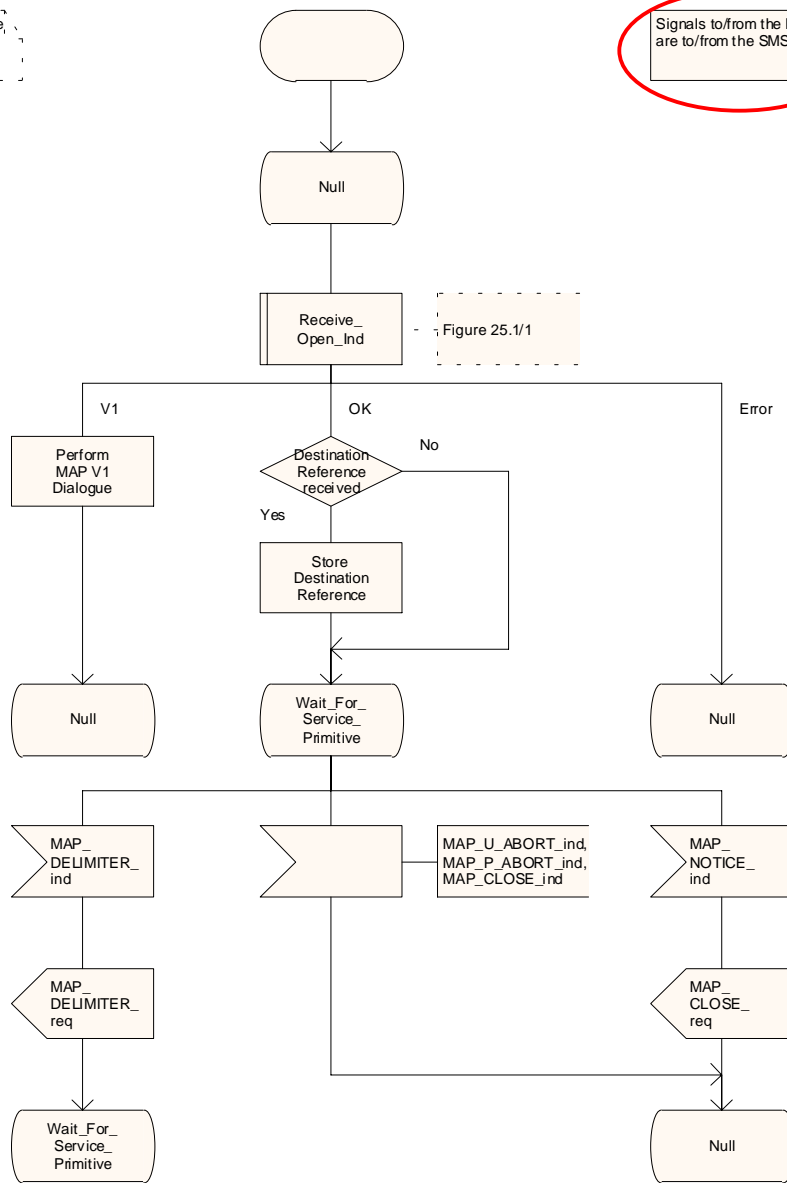 Signals to/from the
are to/from the SMS
Null
Receive_
Open_Ind
Figure 25.1/1
V1
OK
Error
Perform
MAP V1
Dialogue
Destination
Reference
received
No
Yes
Store
Destination
Reference
Null
Wait_For_
Service_
Primitive
Null
MAP_
DELIMITER_
ind
MAP_U_ABORT_ind,
MAP_P_ABORT_ind,
MAP_CLOSE_ind
MAP_
NOTICE_
ind
MAP_
DELIMITER_
req
MAP_
CLOSE_
req
Wait_For_
Service_
Primitive
Null